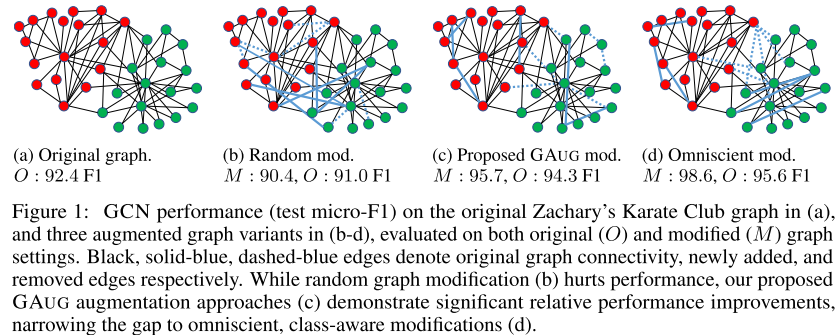 (a) Original graph.
O : 92.4 F1
(b) Random mod.
M : 90.4, O : 91.0 F1
(c) Proposed GAUG mod.
M : 95.7, O : 94.3 F1
(d) Omniscient mod.
M : 98.6, O : 95.6 F1
Figure 1: GCN performance (test micro-F1) on the original Zachary's Karate Club graph in (a),
and three augmented graph variants in (b-d), evaluated on both original (O) and modified (M) graph
settings. Black, solid-blue, dashed-blue edges denote original graph connectivity, newly added, and
removed edges respectively. While random graph modification (b) hurts performance, our proposed
GAUG augmentation approaches (c) demonstrate significant relative performance improvements,
narrowing the gap to omniscient, class-aware modifications (d).